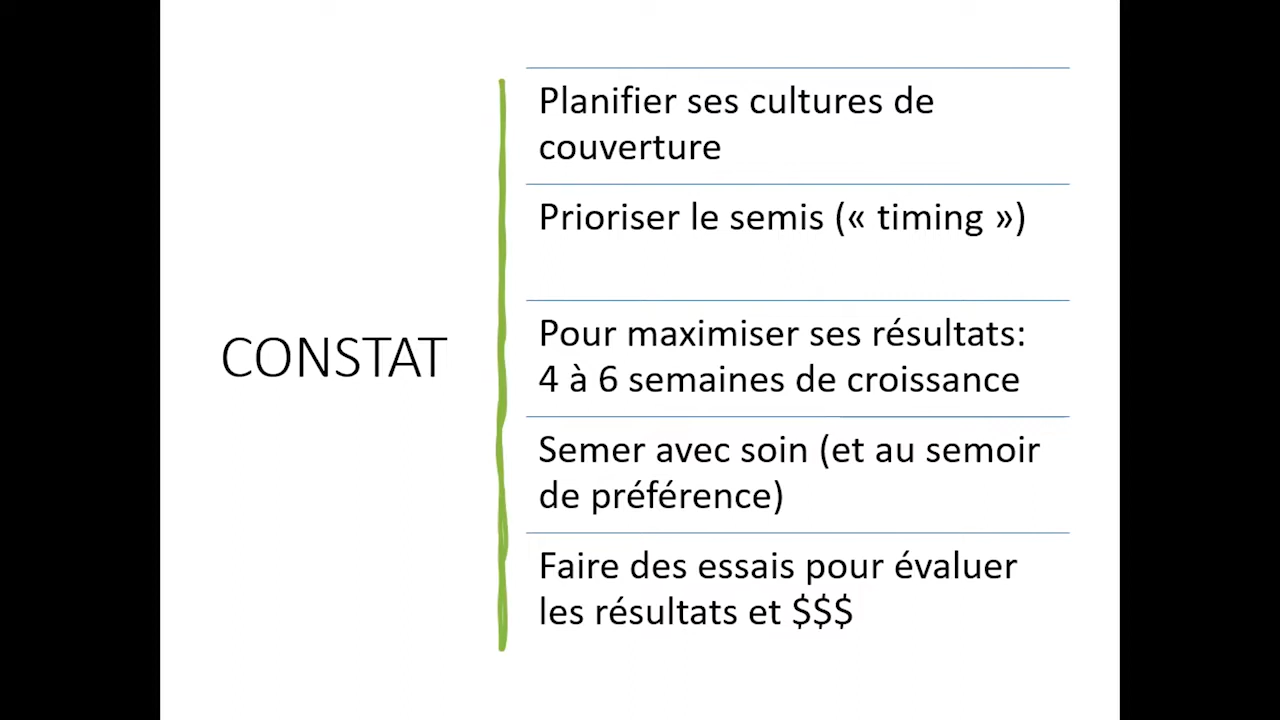 CONSTAT
Planifier ses cultures de
couverture
Prioriser le semis (« timing »)
Pour maximiser ses résultats:
4 à 6 semaines de croissance
Semer avec soin (et au semoir
de préférence)
Faire des essais pour évaluer
les résultats et $$$